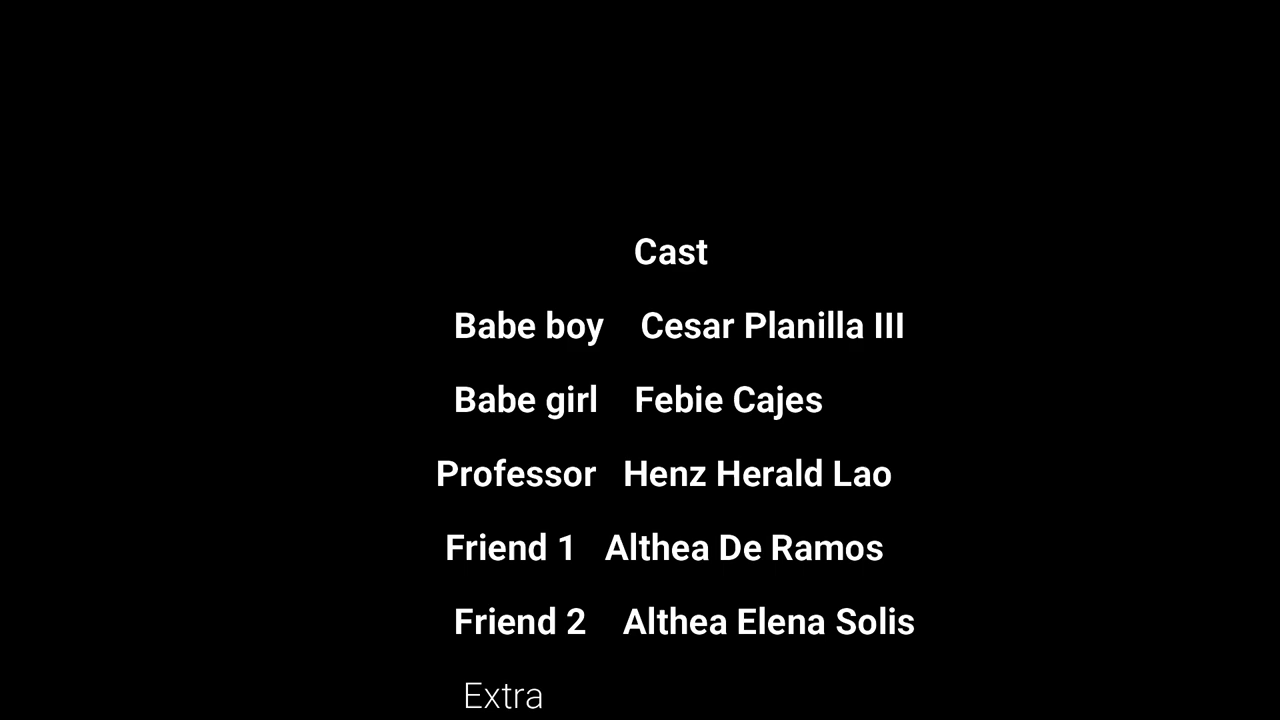 Cast
Babe boy Cesar Planilla III
Babe girl Febie Cajes
Professor Henz Herald Lao
Friend 1 Althea De Ramos
Friend 2 Althea Elena Solis
Extra